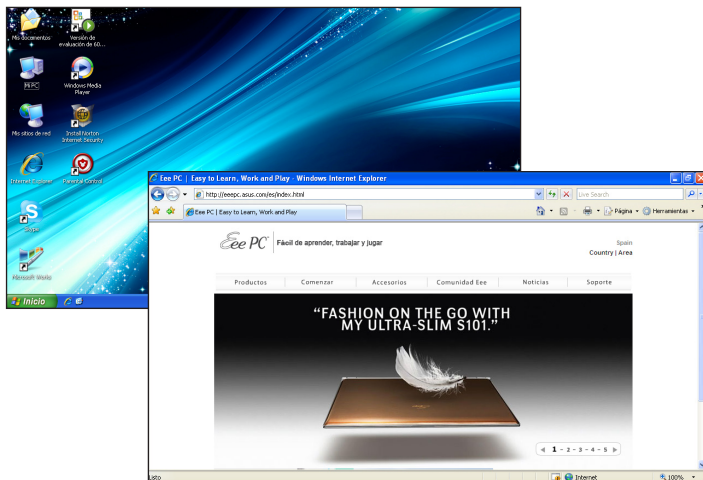 Mis documentos
Versión de
evaluación de 60...
Mi PC
Windows Media
Player
Mis sitios de red
Install Norton
Internet Security
Internet Explorer
Parental Control
Skype
Microsoft Works
Inicio
Eee PC | Easy to Learn, Work and Play - Windows Internet Explorer
http://eeepc.asus.com/es/index.html
Live Search
Eee PC | Easy to Learn, Work and Play
Página
Herramientas
Eee PC Fácil de aprender, trabajar y jugar
Spain
Country | Area
Productos Comenzar Accesorios Comunidad Eee Noticias Soporte
“FASHION ON THE GO WITH
MY ULTRA-SLIM S101.”
1 - 2 - 3 - 4 - 5
Listo
Internet
100%